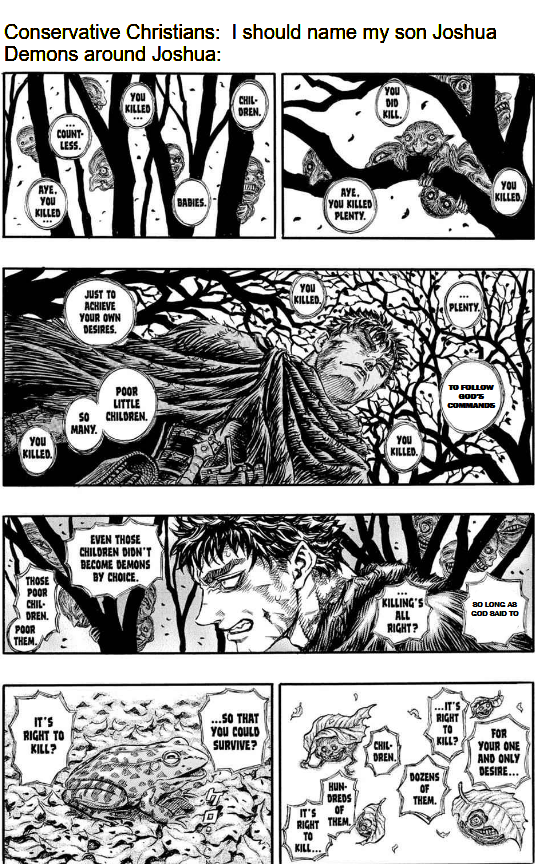 Conservative Christians:  I should name my son Joshua
Demons around Joshua:
YOU
KILLED
...
CHIL-
DREN.
...
COUNT-
LESS.
AYE,
YOU
KILLED
...
BABIES.
YOU
DID
KILL.
AYE,
YOU KILLED
PLENTY.
YOU
KILLED.
JUST TO
ACHIEVE
YOUR OWN
DESIRES.
YOU
KILLED.
...
PLENTY.
POOR
LITTLE
CHILDREN.
SO
MANY.
YOU
KILLED.
TO FOLLOW
GOD'S
COMMANDS
YOU
KILLED.
EVEN THOSE
CHILDREN DIDN'T
BECOME DEMONS
BY CHOICE.
THOSE
POOR
CHIL-
DREN.
POOR
THEM.
...
KILLING'S
ALL
RIGHT?
SO LONG AS
GOD SAID TO
IT'S
RIGHT TO
KILL?
...SO THAT
YOU COULD
SURVIVE?
ケロ
...IT'S
RIGHT
TO
KILL?
FOR
YOUR ONE
AND ONLY
DESIRE...
CHIL-
DREN.
DOZENS
OF
THEM.
HUN-
DREDS
OF
THEM.
IT'S
RIGHT
TO
KILL...